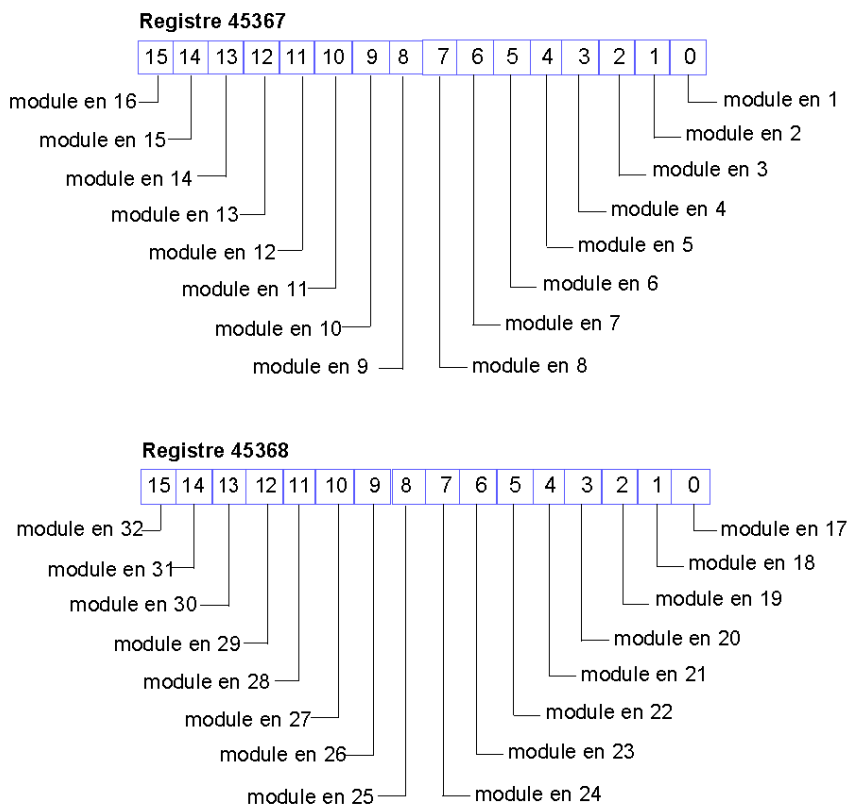 Registre 45367
15 14 13 12 11 10 9 8 7 6 5 4 3 2 1 0
module en 16
module en 1
module en 15
module en 2
module en 14
module en 3
module en 13
module en 4
module en 12
module en 5
module en 11
module en 6
module en 10
module en 7
module en 9
module en 8
Registre 45368
15 14 13 12 11 10 9 8 7 6 5 4 3 2 1 0
module en 32
module en 17
module en 31
module en 18
module en 30
module en 19
module en 29
module en 20
module en 28
module en 21
module en 27
module en 22
module en 26
module en 23
module en 25
module en 24